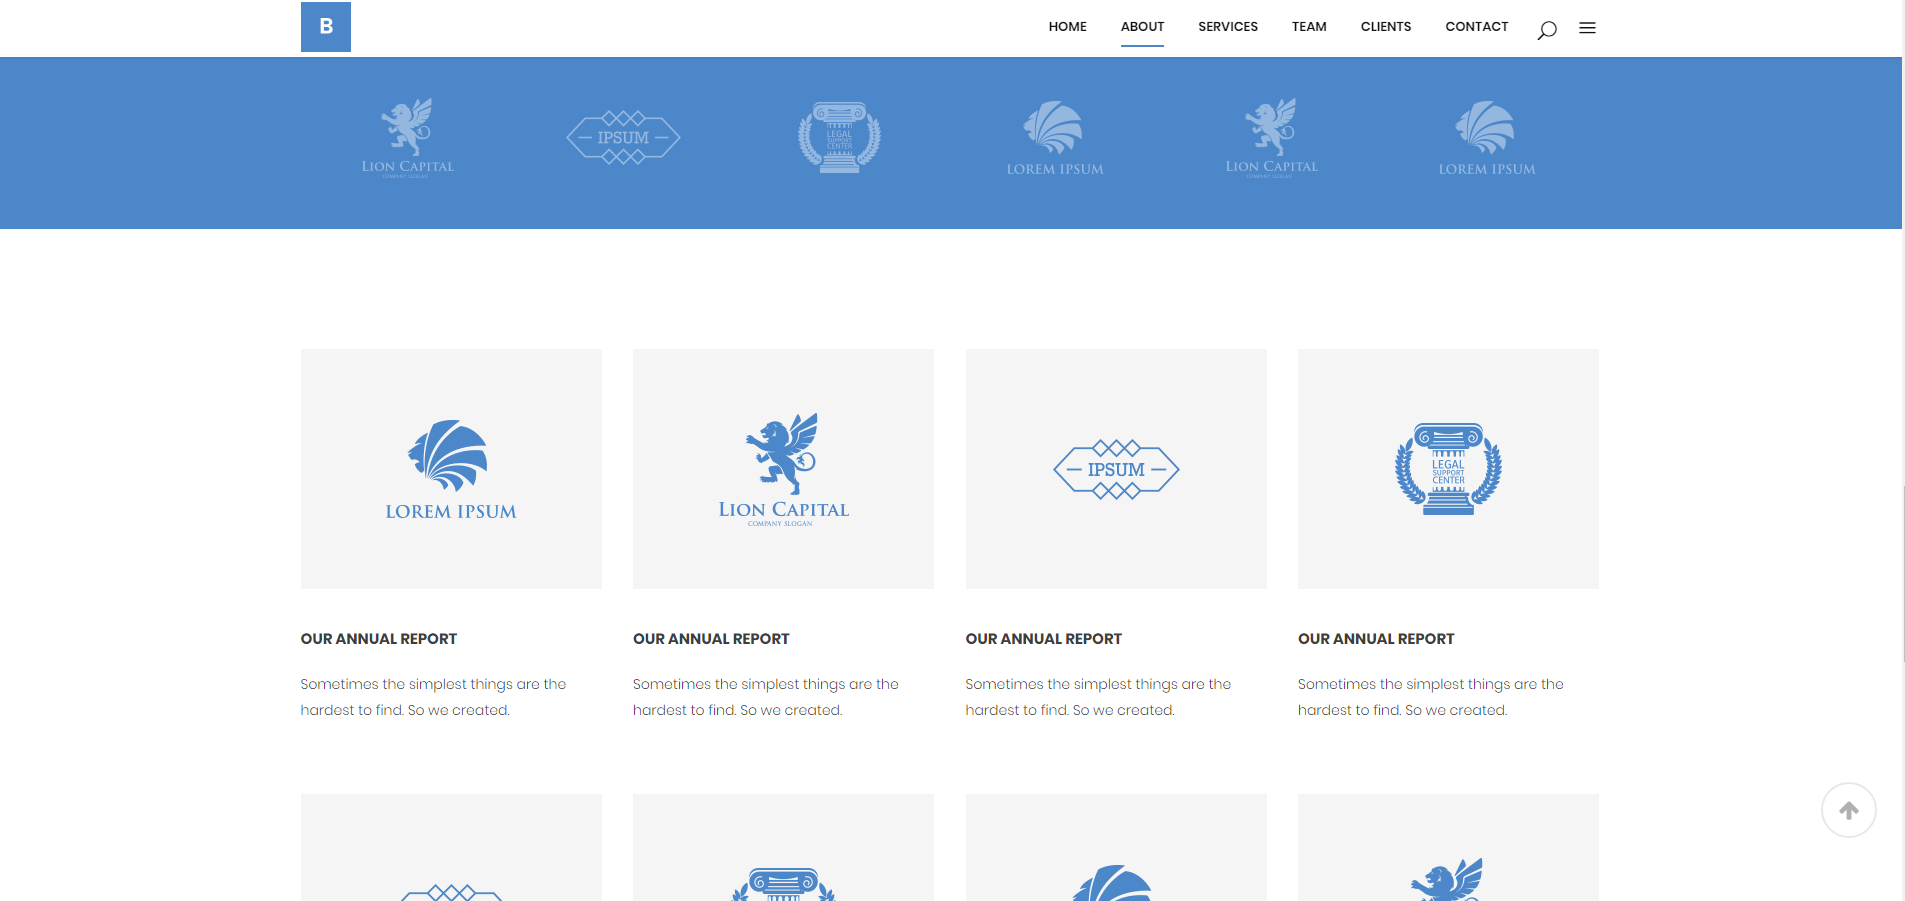 B
HOME ABOUT SERVICES TEAM CLIENTS CONTACT
LION CAPITAL
COMPANY SLOGAN
IPSUM
LEGAL
SUPPORT
CENTER
LOREM IPSUM
LION CAPITAL
COMPANY SLOGAN
LOREM IPSUM
LOREM IPSUM
LION CAPITAL
COMPANY SLOGAN
IPSUM
LEGAL
SUPPORT
CENTER
OUR ANNUAL REPORT
Sometimes the simplest things are the
hardest to find. So we created.
OUR ANNUAL REPORT
Sometimes the simplest things are the
hardest to find. So we created.
OUR ANNUAL REPORT
Sometimes the simplest things are the
hardest to find. So we created.
OUR ANNUAL REPORT
Sometimes the simplest things are the
hardest to find. So we created.